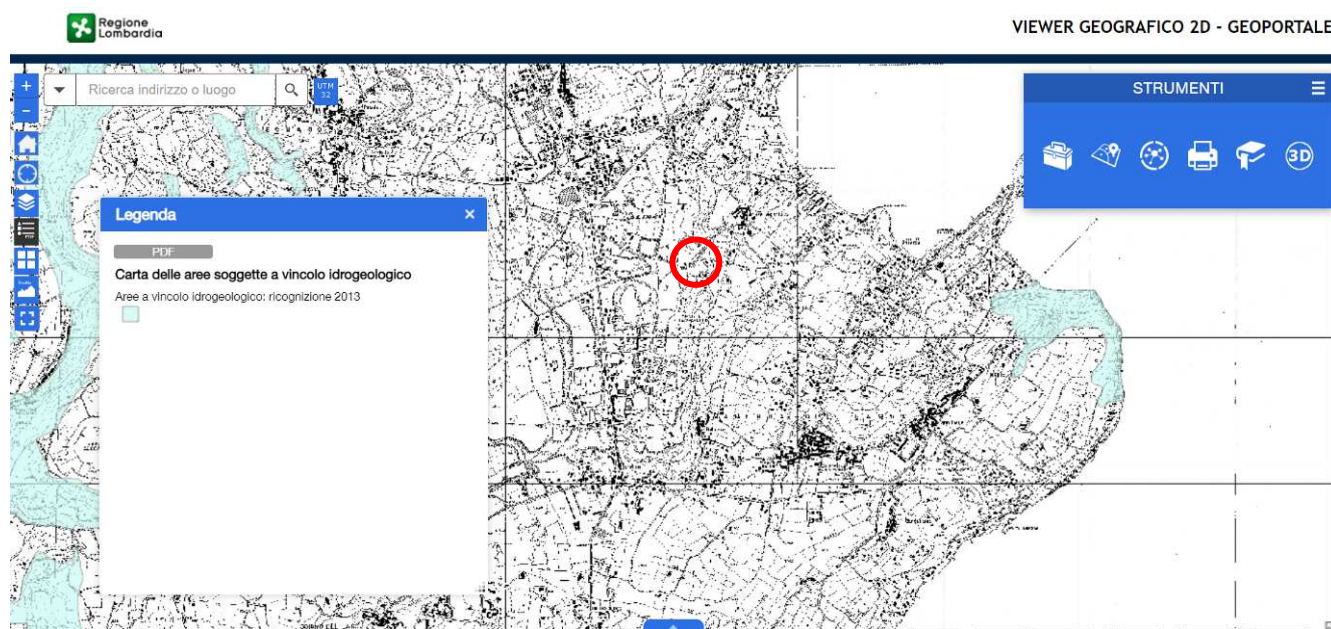 Regione
Lombardia
VIEWER GEOGRAFICO 2D - GEOPORTALE
Ricerca indirizzo o luogo
UTM
32
STRUMENTI
3D
Legenda
PDF
Carta delle aree soggette a vincolo idrogeologico
Aree a vincolo idrogeologico: ricognizione 2013